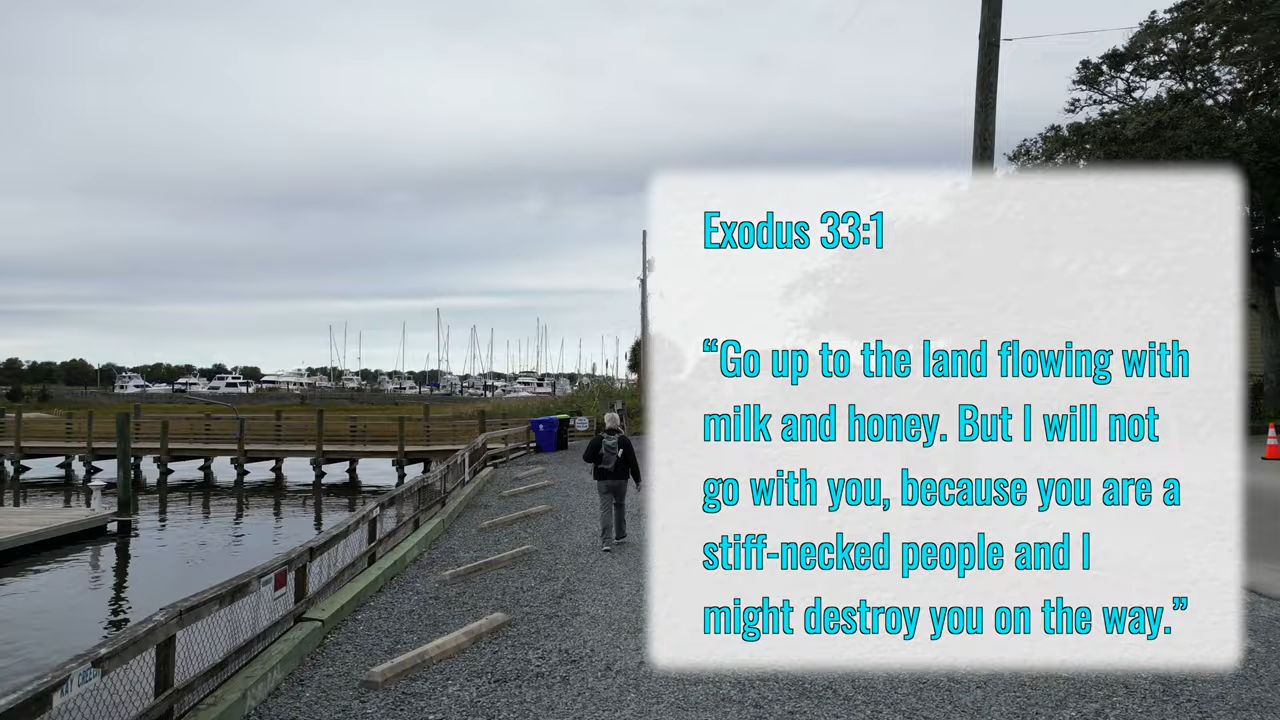 Exodus 33:1
“Go up to the land flowing with
milk and honey. But I will not
go with you, because you are a
stiff-necked people and I
might destroy you on the way.”